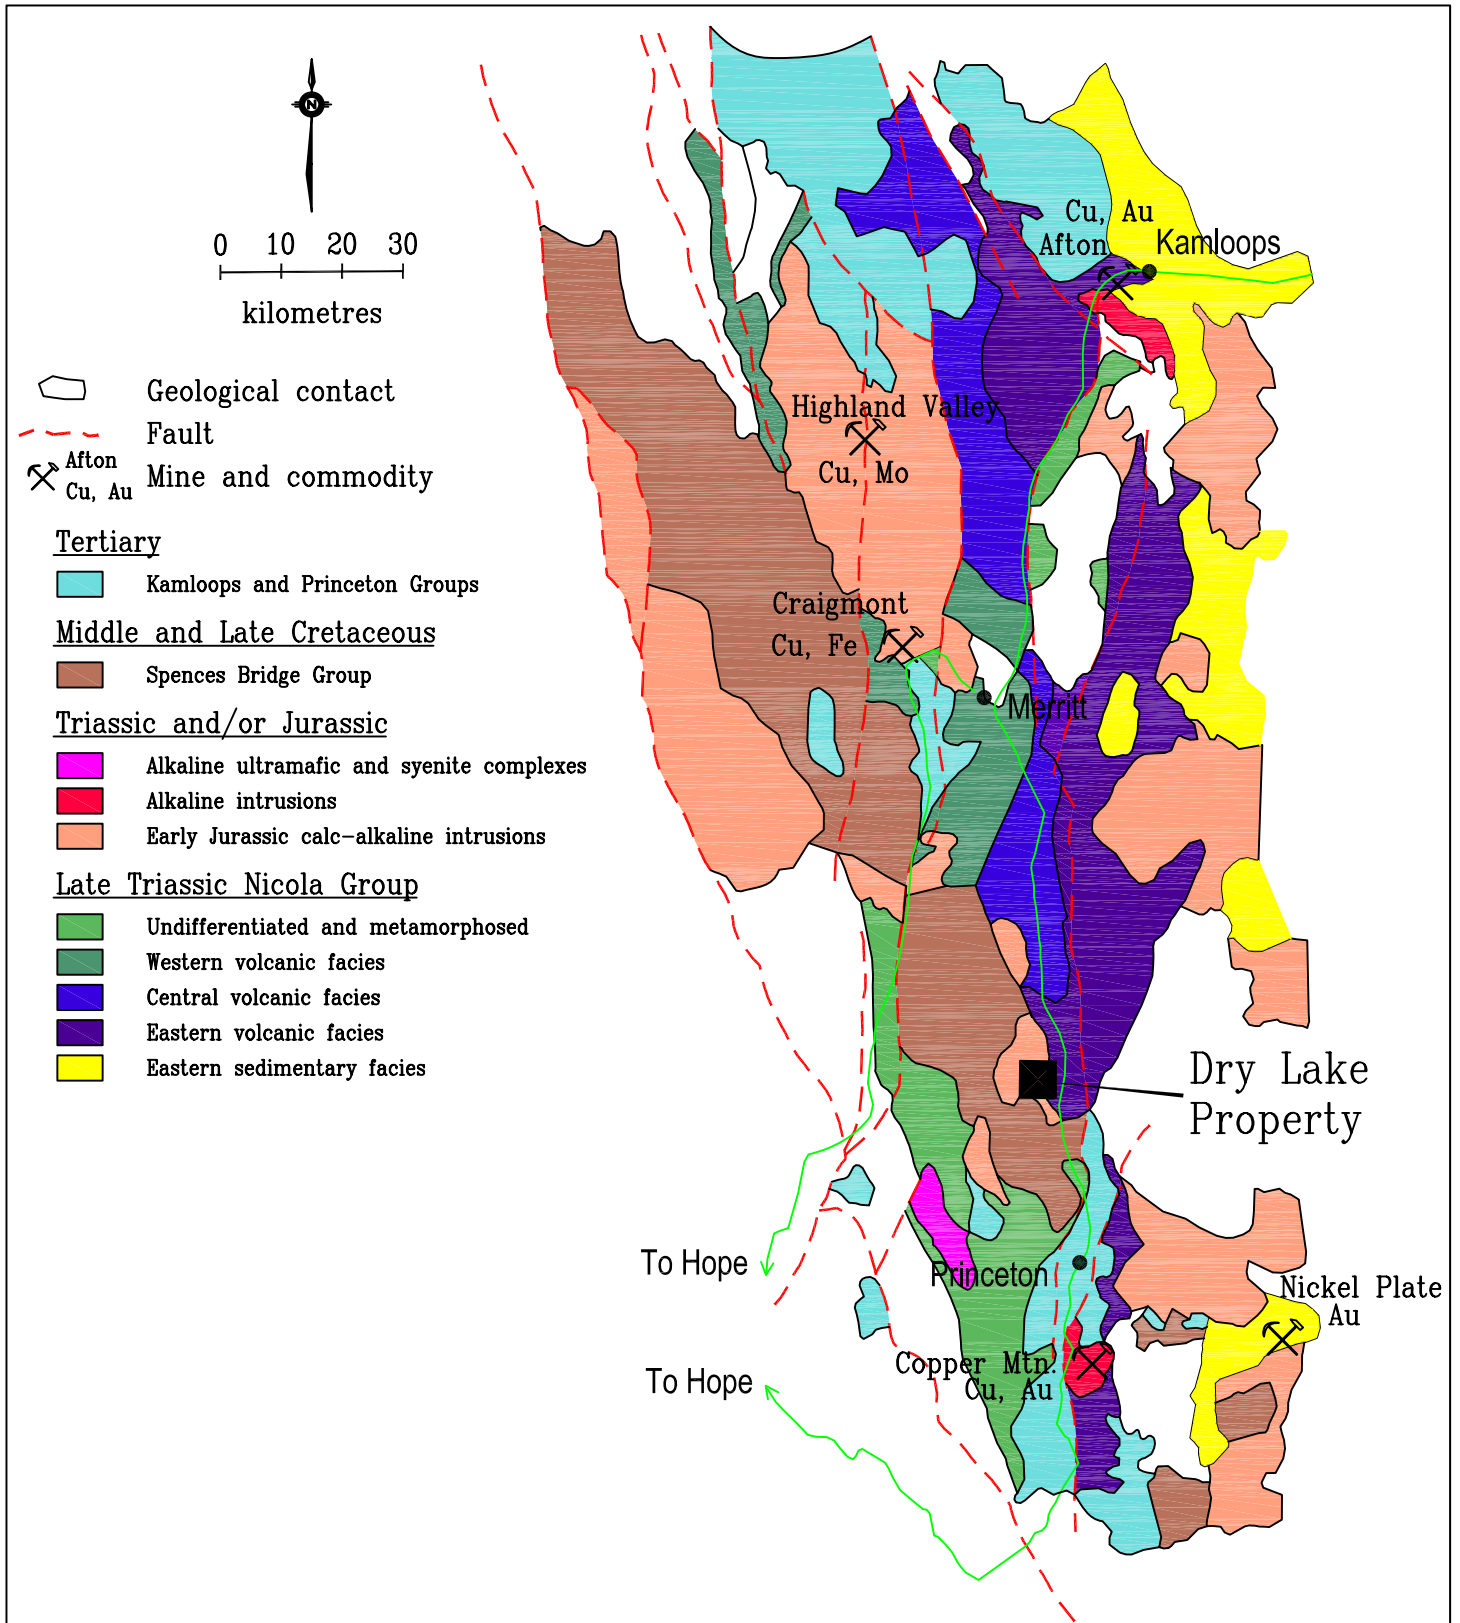 N
0 10 20 30
kilometres
Geological contact
Fault
Afton
Cu, Au
Mine and commodity
Tertiary
Kamloops and Princeton Groups
Middle and Late Cretaceous
Spences Bridge Group
Triassic and/or Jurassic
Alkaline ultramafic and syenite complexes
Alkaline intrusions
Early Jurassic calc-alkaline intrusions
Late Triassic Nicola Group
Undifferentiated and metamorphosed
Western volcanic facies
Central volcanic facies
Eastern volcanic facies
Eastern sedimentary facies
Cu, Au
Afton
Kamloops
Highland Valley
Cu, Mo
Craigmont
Cu, Fe
Merritt
Dry Lake
Property
To Hope
Princeton
Nickel Plate
Au
Copper Mtn.
Cu, Au
To Hope